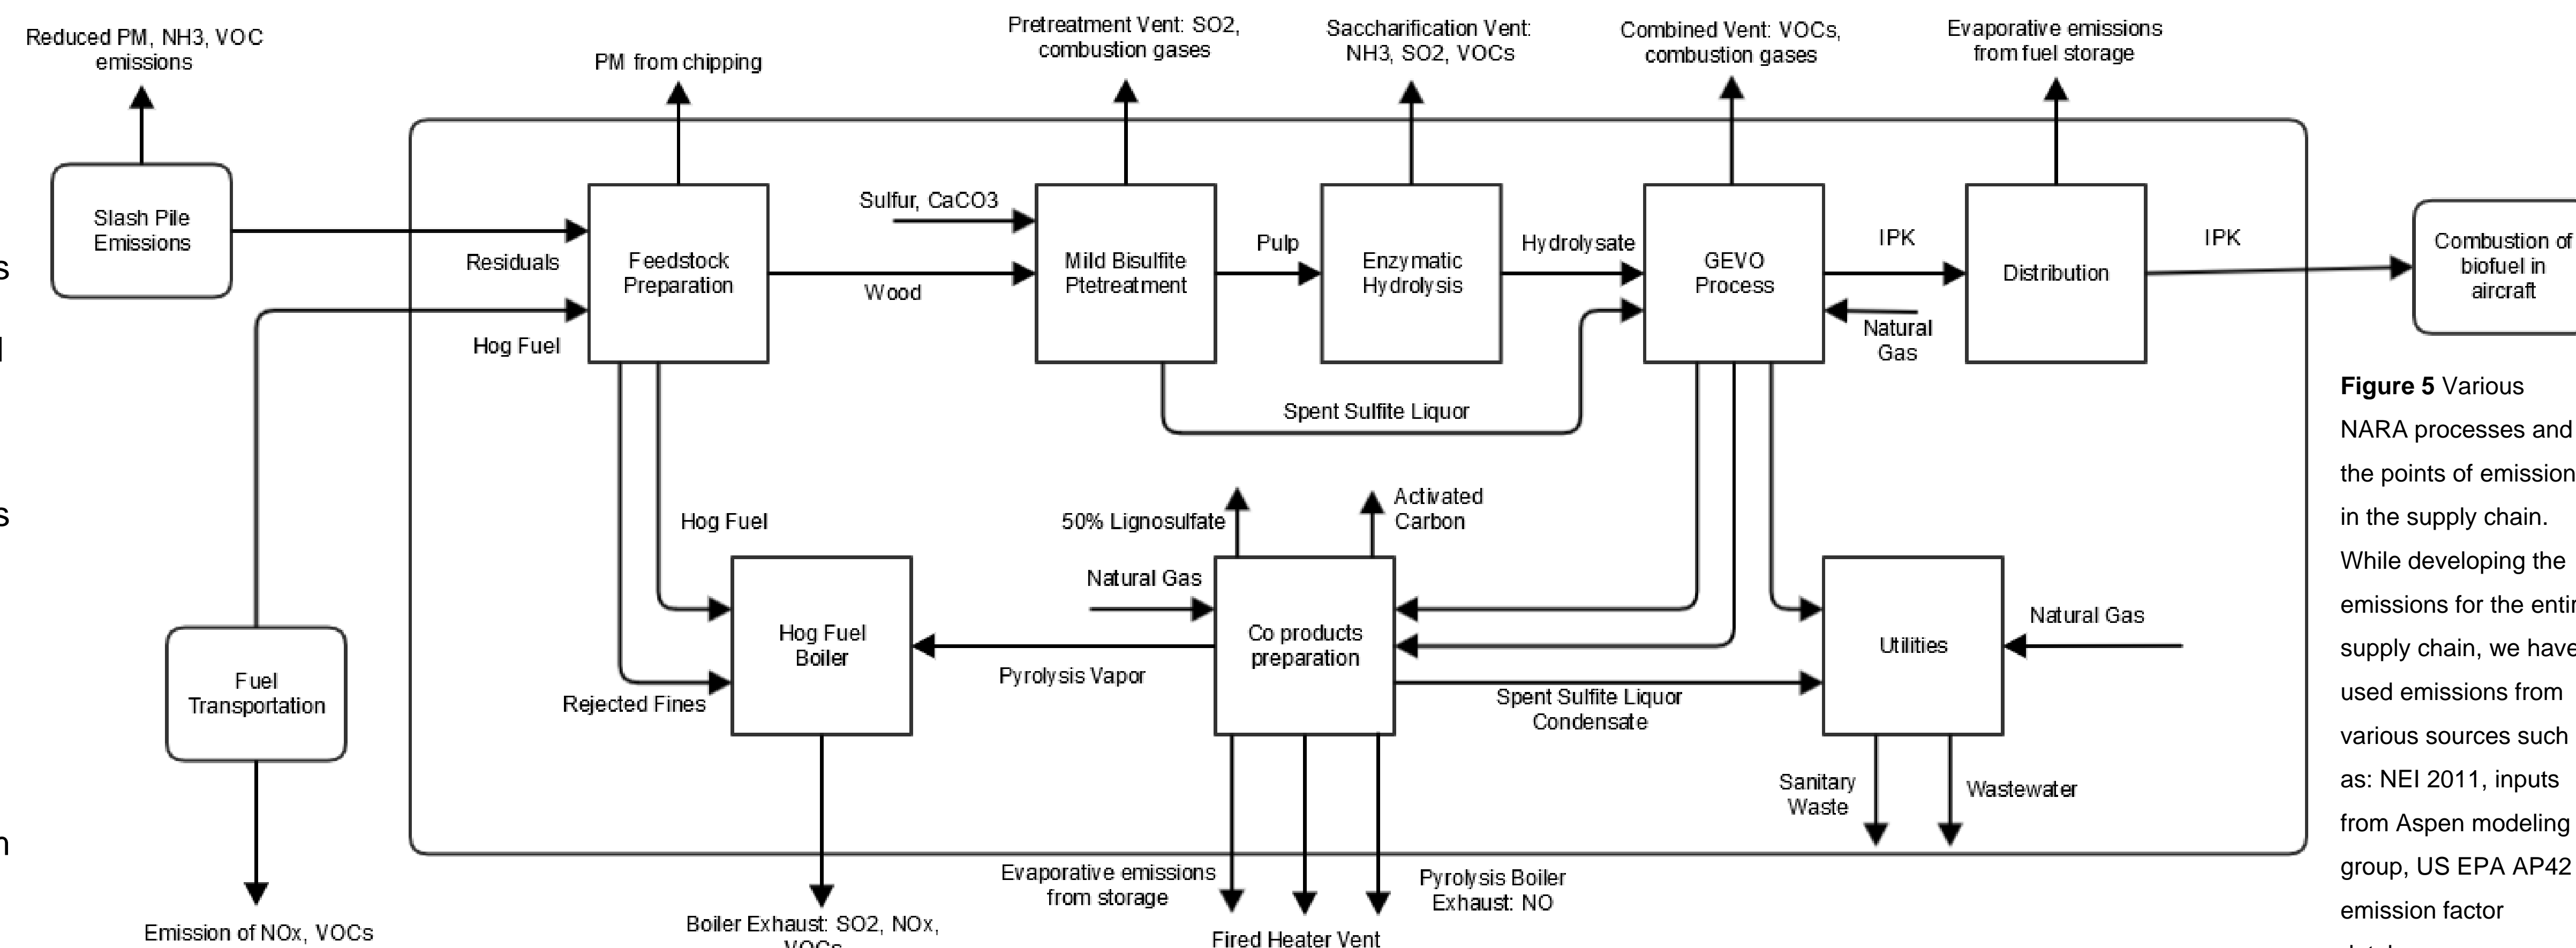 Reduced PM, NH3, VOC
emissions
PM from chipping
Pretreatment Vent: SO2,
combustion gases
Saccharification Vent:
NH3, SO2, VOCs
Combined Vent: VOCs,
combustion gases
Evaporative emissions
from fuel storage
Slash Pile
Emissions
Residuals
Hog Fuel
Feedstock
Preparation
Wood
Sulfur, CaCO3
Mild Bisulfite
Ptetreatment
Pulp
Enzymatic
Hydrolysis
Hydrolysate
GEVO
Process
IPK
Natural
Gas
Distribution
IPK
Combustion of
biofuel in
aircraft
Spent Sulfite Liquor
Hog Fuel
Rejected Fines
Hog Fuel
Boiler
50% Lignosulfate
Activated
Carbon
Natural Gas
Pyrolysis Vapor
Co products
preparation
Spent Sulfite Liquor
Condensate
Utilities
Natural Gas
Sanitary
Waste
Wastewater
Fuel
Transportation
Emission of NOx, VOCs
Boiler Exhaust: SO2, NOx,
VOCs
Evaporative emissions
from storage
Fired Heater Vent
Pyrolysis Boiler
Exhaust: NO
Figure 5 Various
NARA processes and
the points of emission
in the supply chain.
While developing the
emissions for the
supply chain, we have
used emissions from
various sources such
as: NEI 2011, inputs
from Aspen modeling
group, US EPA AP42
emission factor